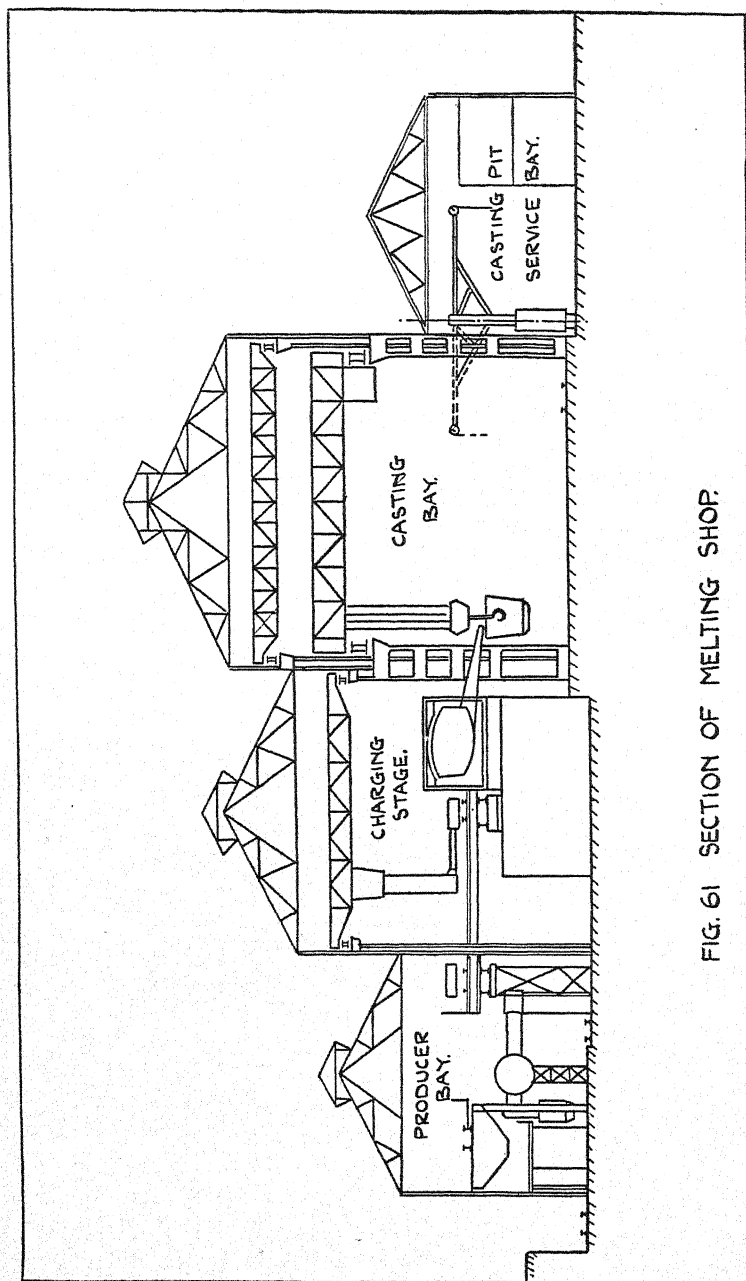 PRODUCER
BAY.
CHARGING
STAGE.
CASTING
BAY.
CASTING PIT
SERVICE BAY.
FIG. 61 SECTION OF MELTING SHOP.